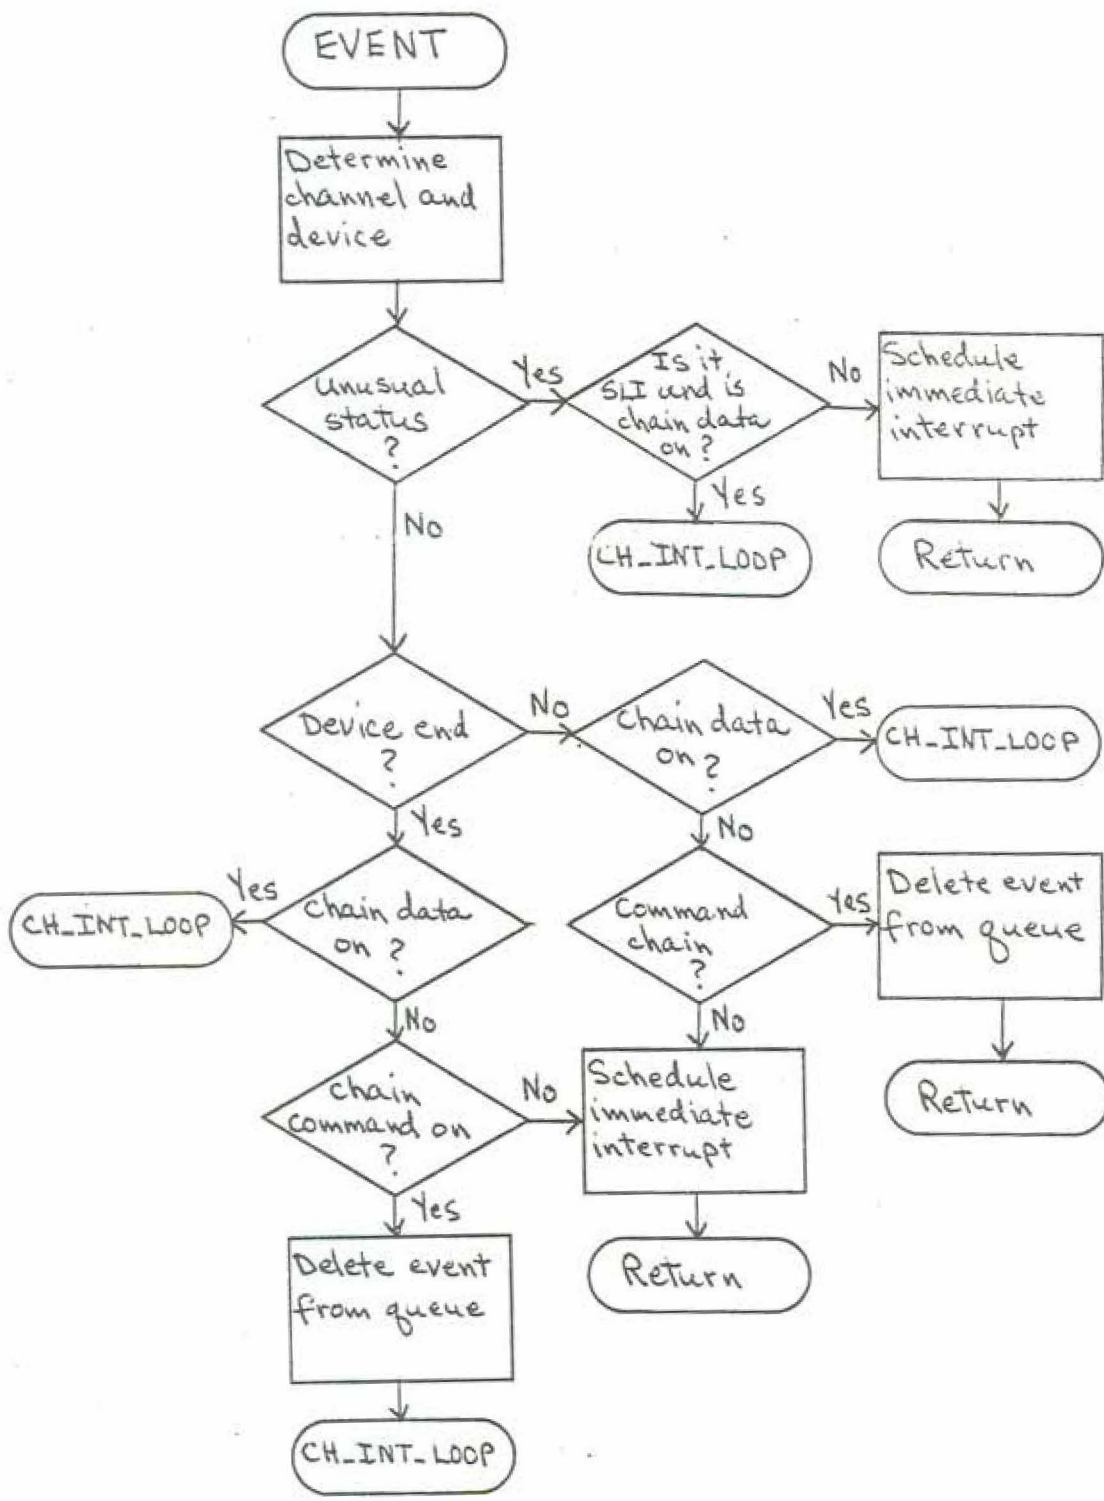 EVENT
Determine
channel and
device
Unusual
status
?
Yes
Is it
SLI and is
chain data
on?
No
Schedule
immediate
interrupt
No
Yes
CH_INT_LOOP
Return
Device end
?
No
Chain data
on?
Yes
CH_INT_LOOP
Yes
No
CH_INT_LOOP
Yes
Chain data
on?
Command
chain
?
Yes
Delete event
from queue
No
No
Return
Chain
command on
?
No
Schedule
immediate
interrupt
Yes
Return
Delete event
from queue
CH_INT_LOOP